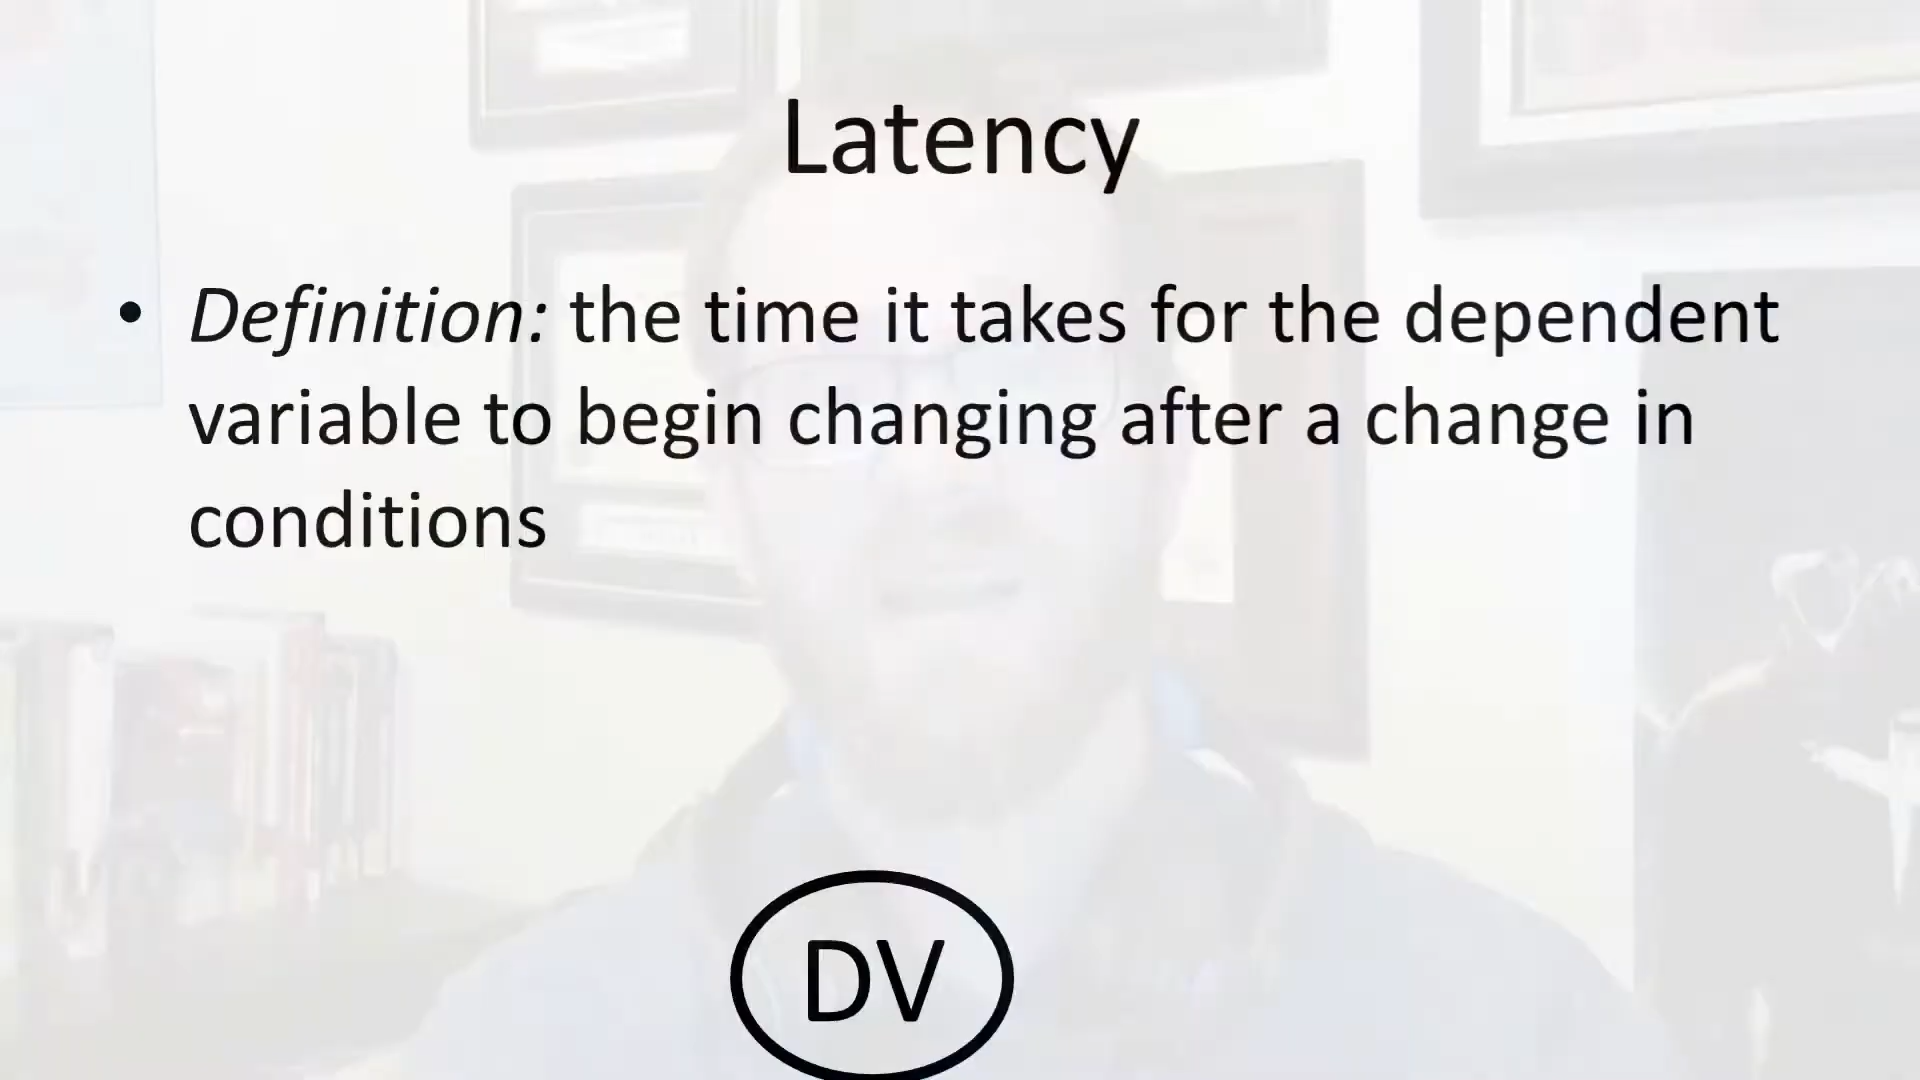 Latency
• Definition: the time it takes for the dependent
variable to begin changing after a change in
conditions
DV